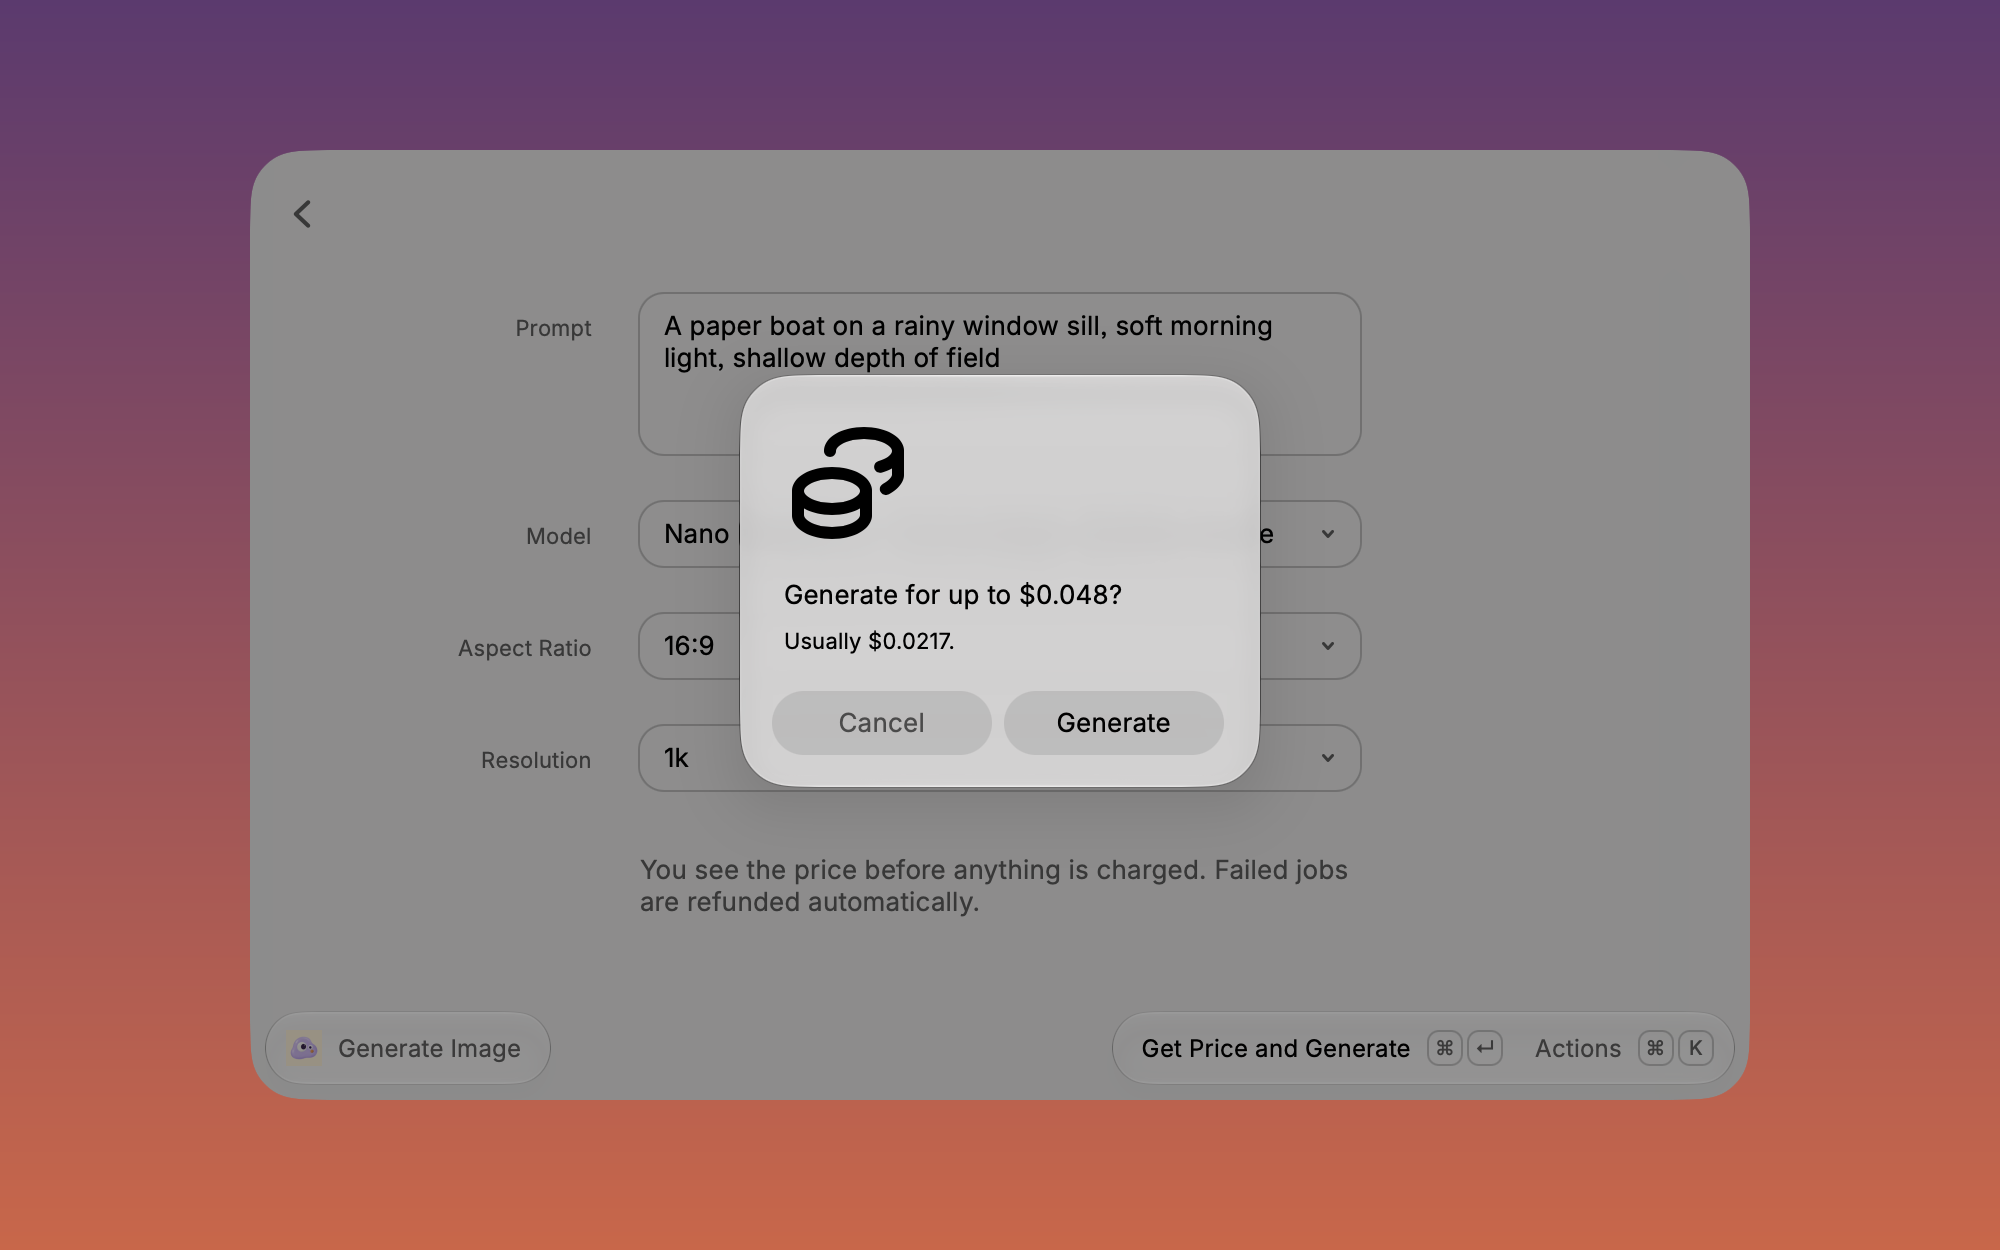 Prompt
A paper boat on a rainy window sill, soft morning
light, shallow depth of field
Model
Nano
Generate for up to $0.048?
Usually $0.0217.
Cancel
Generate
Aspect Ratio
16:9
Resolution
1k
You see the price before anything is charged. Failed jobs
are refunded automatically.
Generate Image
Get Price and Generate ⌘ ↵ Actions ⌘ K